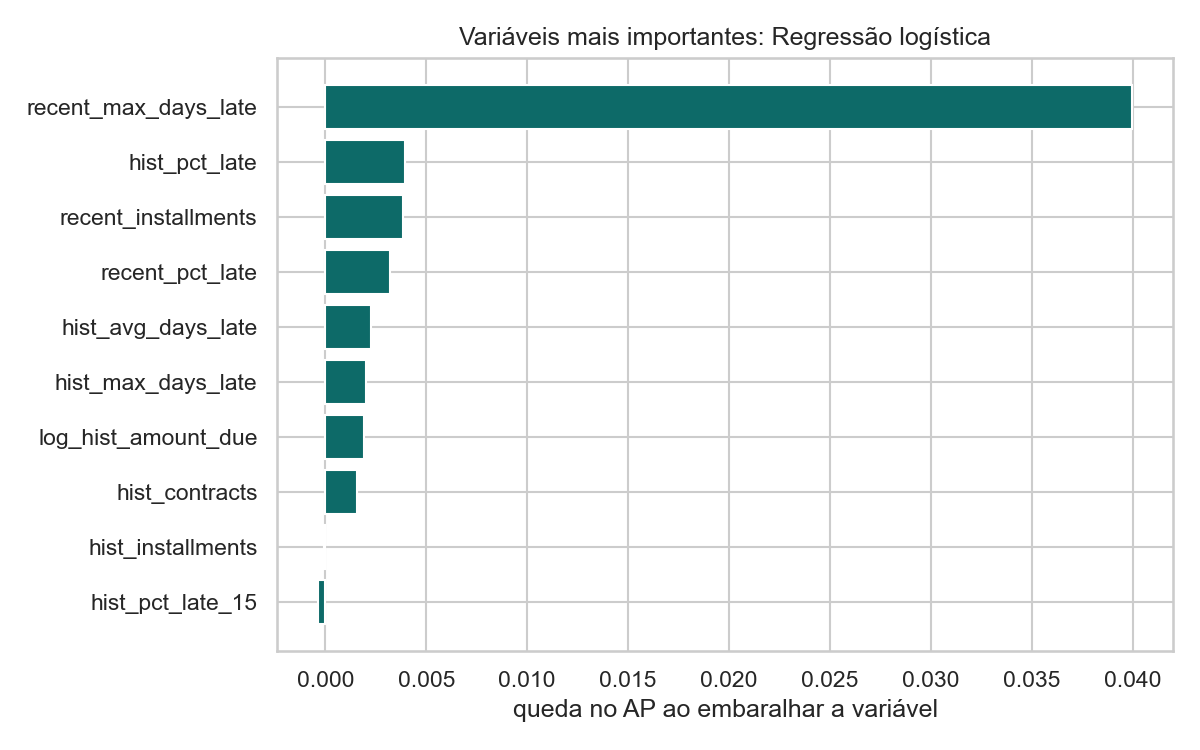 Variáveis mais importantes: Regressão logística
recent_max_days_late
hist_pct_late
recent_installments
recent_pct_late
hist_avg_days_late
hist_max_days_late
log_hist_amount_due
hist_contracts
hist_installments
hist_pct_late_15
0.000 0.005 0.010 0.015 0.020 0.025 0.030 0.035 0.040
queda no AP ao embaralhar a variável